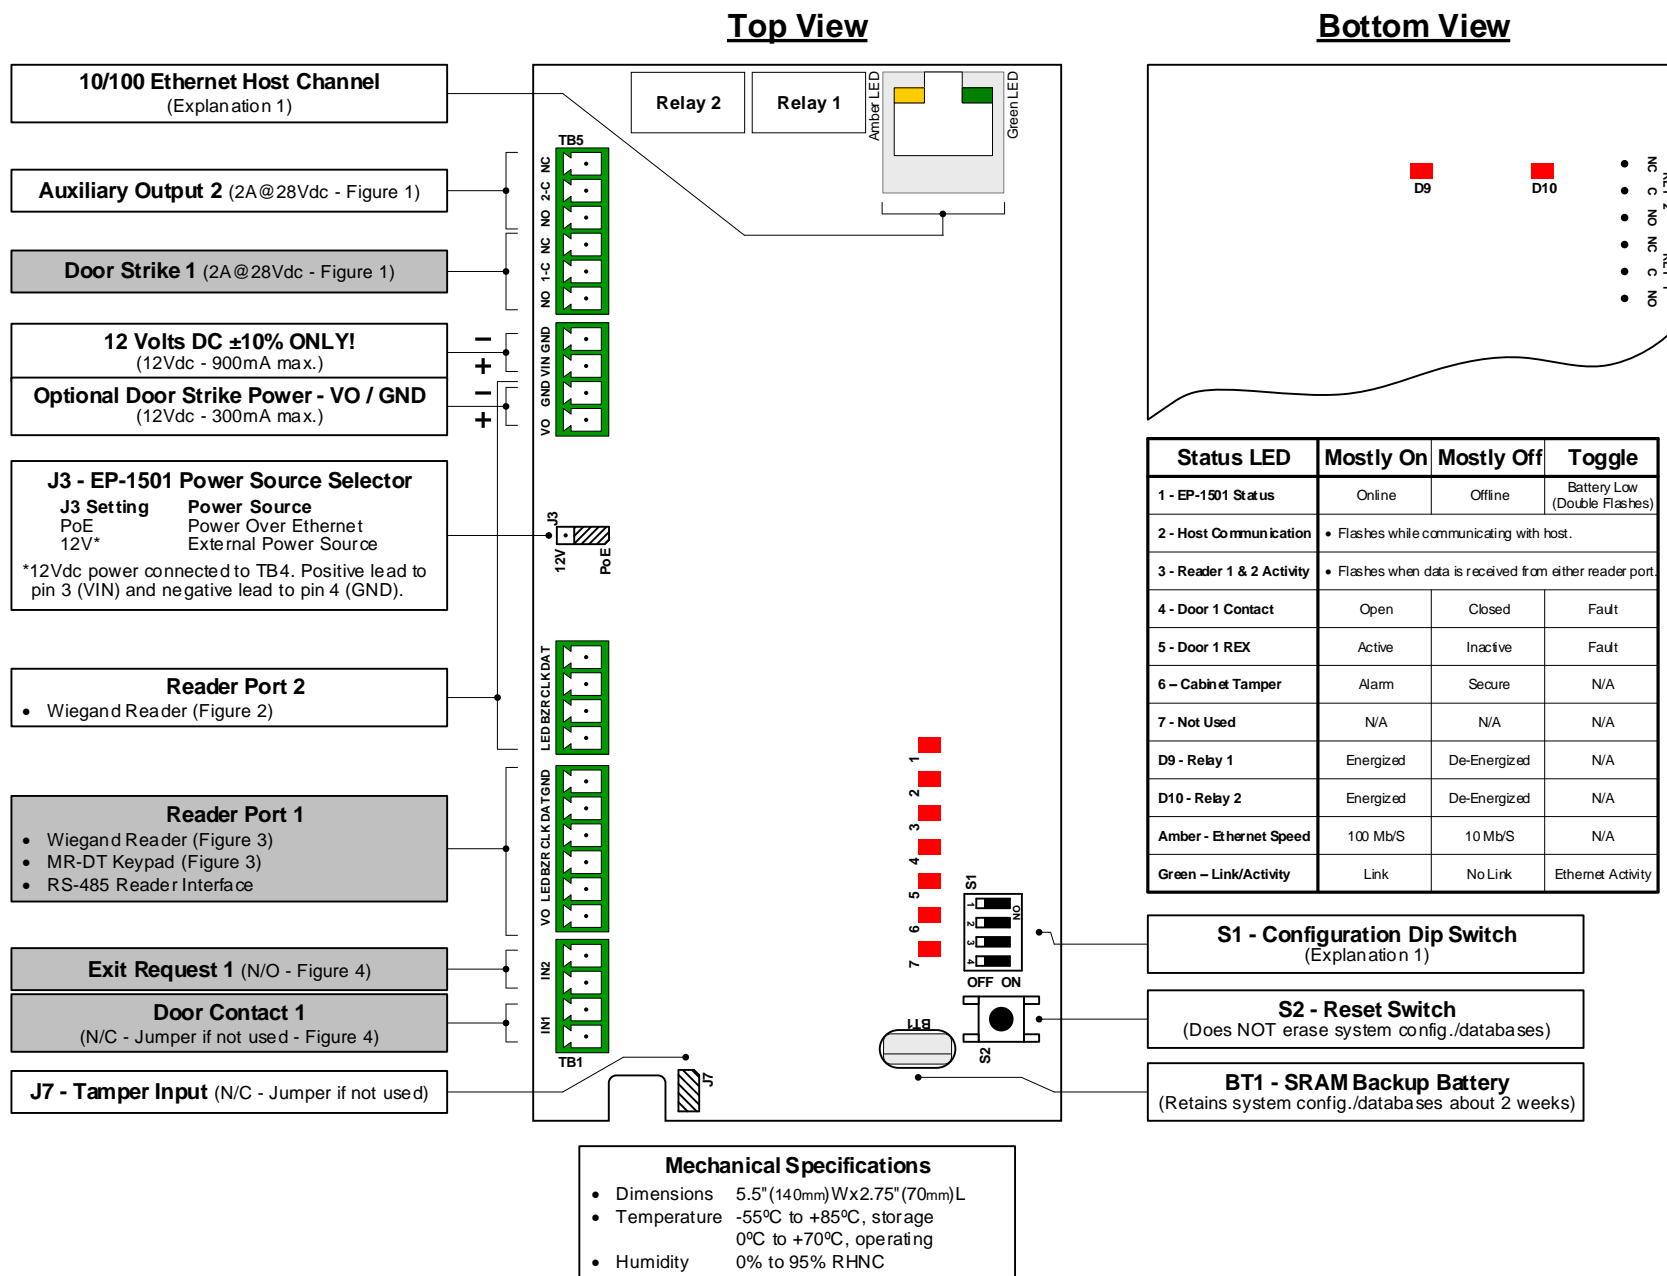 Top View
Bottom View
10/100 Ethernet Host Channel
(Explanation 1)
Auxiliary Output 2 (2A@28Vdc - Figure 1)
Door Strike 1 (2A@28Vdc - Figure 1)
12 Volts DC ±10% ONLY!
(12Vdc - 900mA max.)
Optional Door Strike Power - VO / GND
(12Vdc - 300mA max.)
J3 - EP-1501 Power Source Selector
J3 Setting Power Source
PoE Power Over Ethernet
12V* External Power Source
*12Vdc power connected to TB4. Positive lead to
pin 3 (VIN) and negative lead to pin 4 (GND).
Reader Port 2
• Wiegand Reader (Figure 2)
Reader Port 1
• Wiegand Reader (Figure 3)
• MR-DT Keypad (Figure 3)
• RS-485 Reader Interface
Exit Request 1 (N/O - Figure 4)
Door Contact 1
(N/C - Jumper if not used - Figure 4)
J7 - Tamper Input (N/C - Jumper if not used)
− +
− +
Relay 2
Relay 1
Amber LED
Green LED
TB5
NO 2-C NC
NO 1-C NC
VIN GND
VO GND
J3
12V
PoE
LED BZR CLK DAT
VO LED BZR CLK DAT GND
IN2
IN1
TB1
J7
1
2
3
4
5
6
7
S1
1
2
3
4
ON
OFF ON
BT1
S2
D9
D10
NC C NO
NC C NO
Status LED Mostly On Mostly Off Toggle
1 - EP-1501 Status Online Offline Battery Low
(Double Flashes)
2 - Host Communication • Flashes while communicating with host.
3 - Reader 1 & 2 Activity • Flashes when data is received from either reader port.
4 - Door 1 Contact Open Closed Fault
5 - Door 1 REX Active Inactive Fault
6 – Cabinet Tamper Alarm Secure N/A
7 - Not Used N/A N/A N/A
D9 - Relay 1 Energized De-Energized N/A
D10 - Relay 2 Energized De-Energized N/A
Amber - Ethernet Speed 100 Mb/S 10 Mb/S N/A
Green – Link/Activity Link No Link Ethernet Activity
S1 - Configuration Dip Switch
(Explanation 1)
S2 - Reset Switch
(Does NOT erase system config./databases)
BT1 - SRAM Backup Battery
(Retains system config./databases about 2 weeks)
Mechanical Specifications
• Dimensions 5.5"(140mm)Wx2.75"(70mm)L
• Temperature -55ºC to +85ºC, storage
0ºC to +70ºC, operating
• Humidity 0% to 95% RHNC